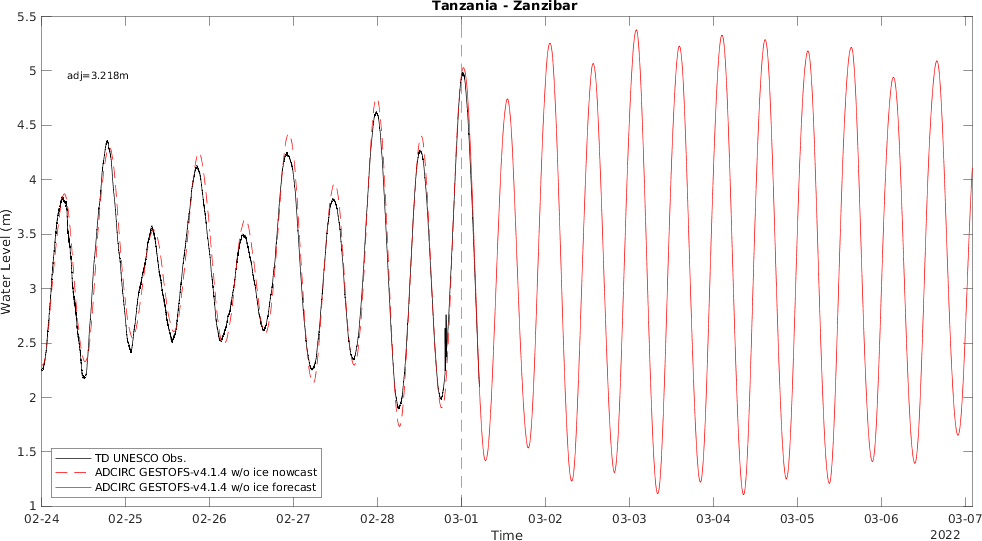 Tanzania - Zanzibar
5.5
5
4.5
4
3.5
3
2.5
2
1.5
1
Water Level (m)
adj=3.218m
TD UNESCO Obs.
ADCIRC GESTOFS-v4.1.4 w/o ice nowcast
ADCIRC GESTOFS-v4.1.4 w/o ice forecast
02-24 02-25 02-26 02-27 02-28 03-01 03-02 03-03 03-04 03-05 03-06 03-07
Time
2022